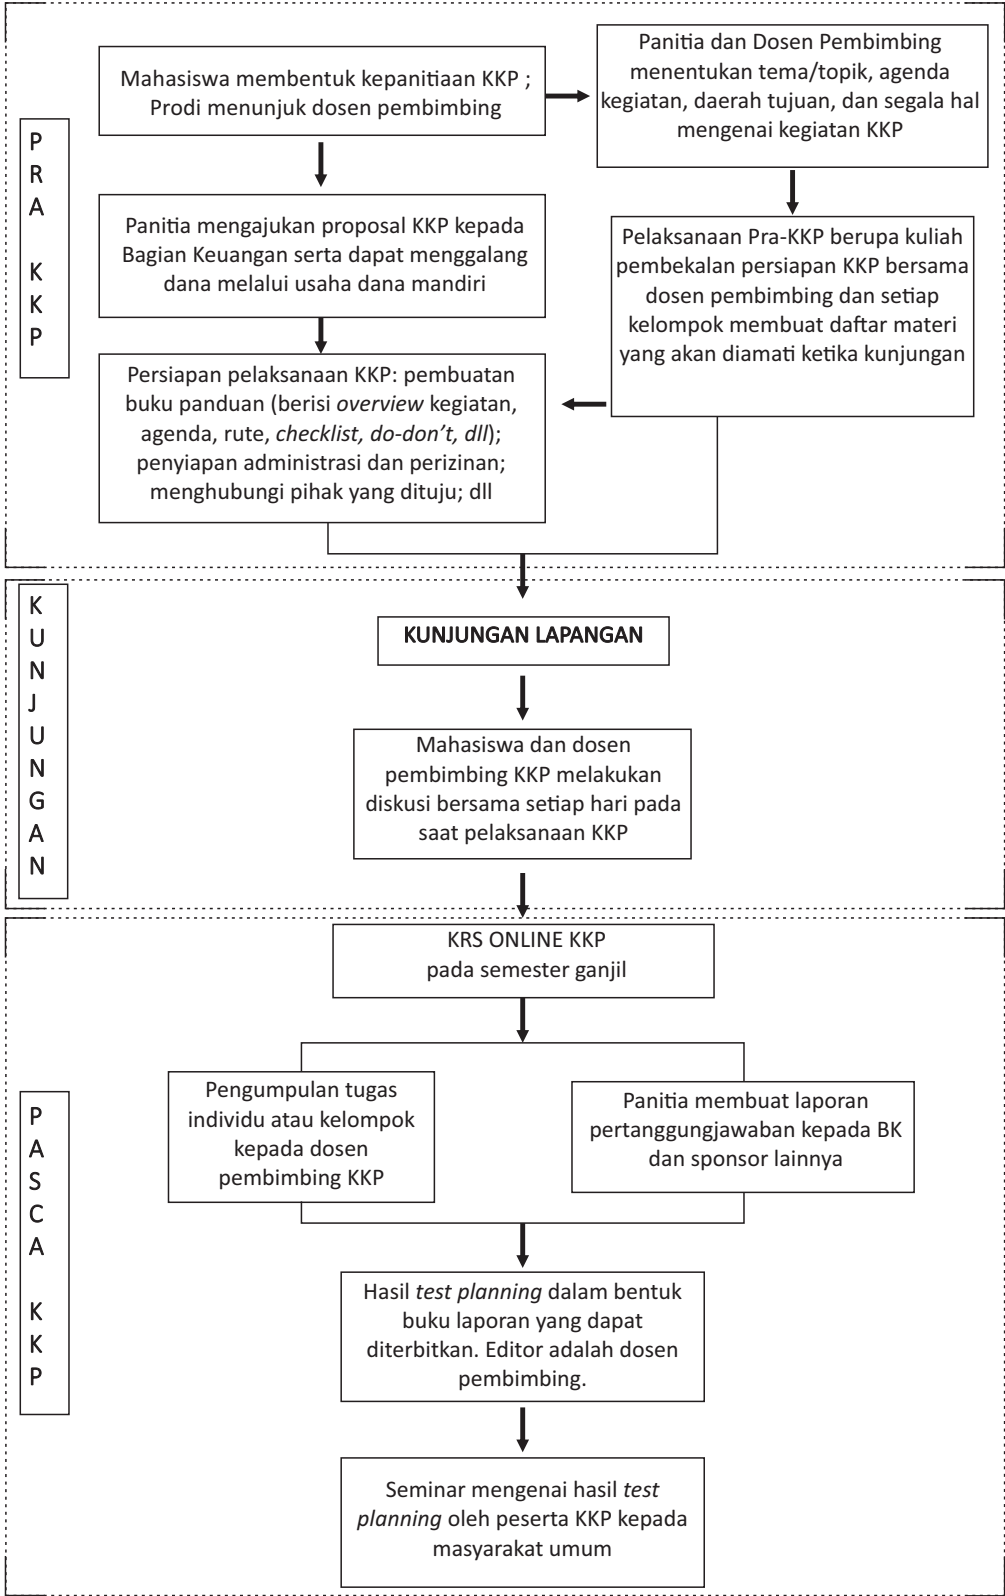 PRA KKP
Mahasiswa membentuk kepanitiaan KKP ;
Prodi menunjuk dosen pembimbing
Panitia dan Dosen Pembimbing
menentukan tema/topik, agenda
kegiatan, daerah tujuan, dan segala hal
mengenai kegiatan KKP
Panitia mengajukan proposal KKP kepada
Bagian Keuangan serta dapat menggalang
dana melalui usaha dana mandiri
Pelaksanaan Pra-KKP berupa kuliah
pembekalan persiapan KKP bersama
dosen pembimbing dan setiap
kelompok membuat daftar materi
yang akan diamati ketika kunjungan
Persiapan pelaksanaan KKP: pembuatan
buku panduan (berisi overview kegiatan,
agenda, rute, checklist, do-don't, dll);
penyiapan administrasi dan perizinan;
menghubungi pihak yang dituju; dll
KUNJUNGAN
KUNJUNGAN LAPANGAN
Mahasiswa dan dosen
pembimbing KKP melakukan
diskusi bersama setiap hari pada
saat pelaksanaan KKP
PASCA KKP
KRS ONLINE KKP
pada semester ganjil
Pengumpulan tugas
individu atau kelompok
kepada dosen
pembimbing KKP
Panitia membuat laporan
pertanggungjawaban kepada BK
dan sponsor lainnya
Hasil test planning dalam bentuk
buku laporan yang dapat
diterbitkan. Editor adalah dosen
pembimbing.
Seminar mengenai hasil test
planning oleh peserta KKP kepada
masyarakat umum